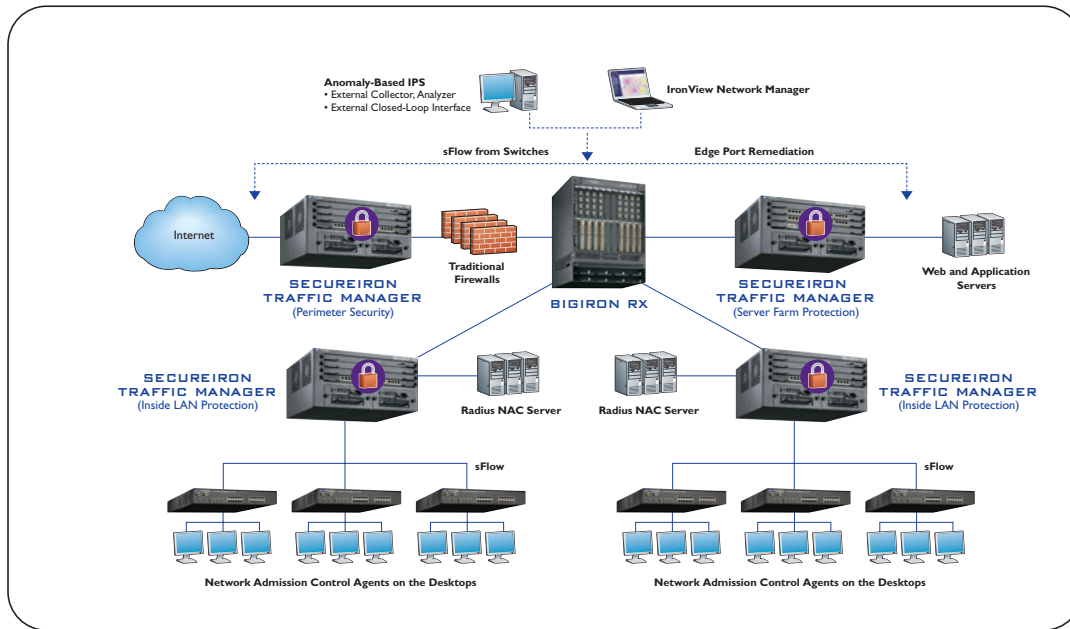 Anomaly-Based IPS
• External Collector, Analyzer
• External Closed-Loop Interface
IronView Network Manager
sFlow from Switches
Edge Port Remediation
Internet
Traditional
Firewalls
Web and Application
Servers
SECUREIRON
TRAFFIC MANAGER
(Perimeter Security)
BIGIRON RX
SECUREIRON
TRAFFIC MANAGER
(Server Farm Protection)
SECUREIRON
TRAFFIC MANAGER
(Inside LAN Protection)
Radius NAC Server
Radius NAC Server
SECUREIRON
TRAFFIC MANAGER
(Inside LAN Protection)
sFlow
sFlow
Network Admission Control Agents on the Desktops
Network Admission Control Agents on the Desktops